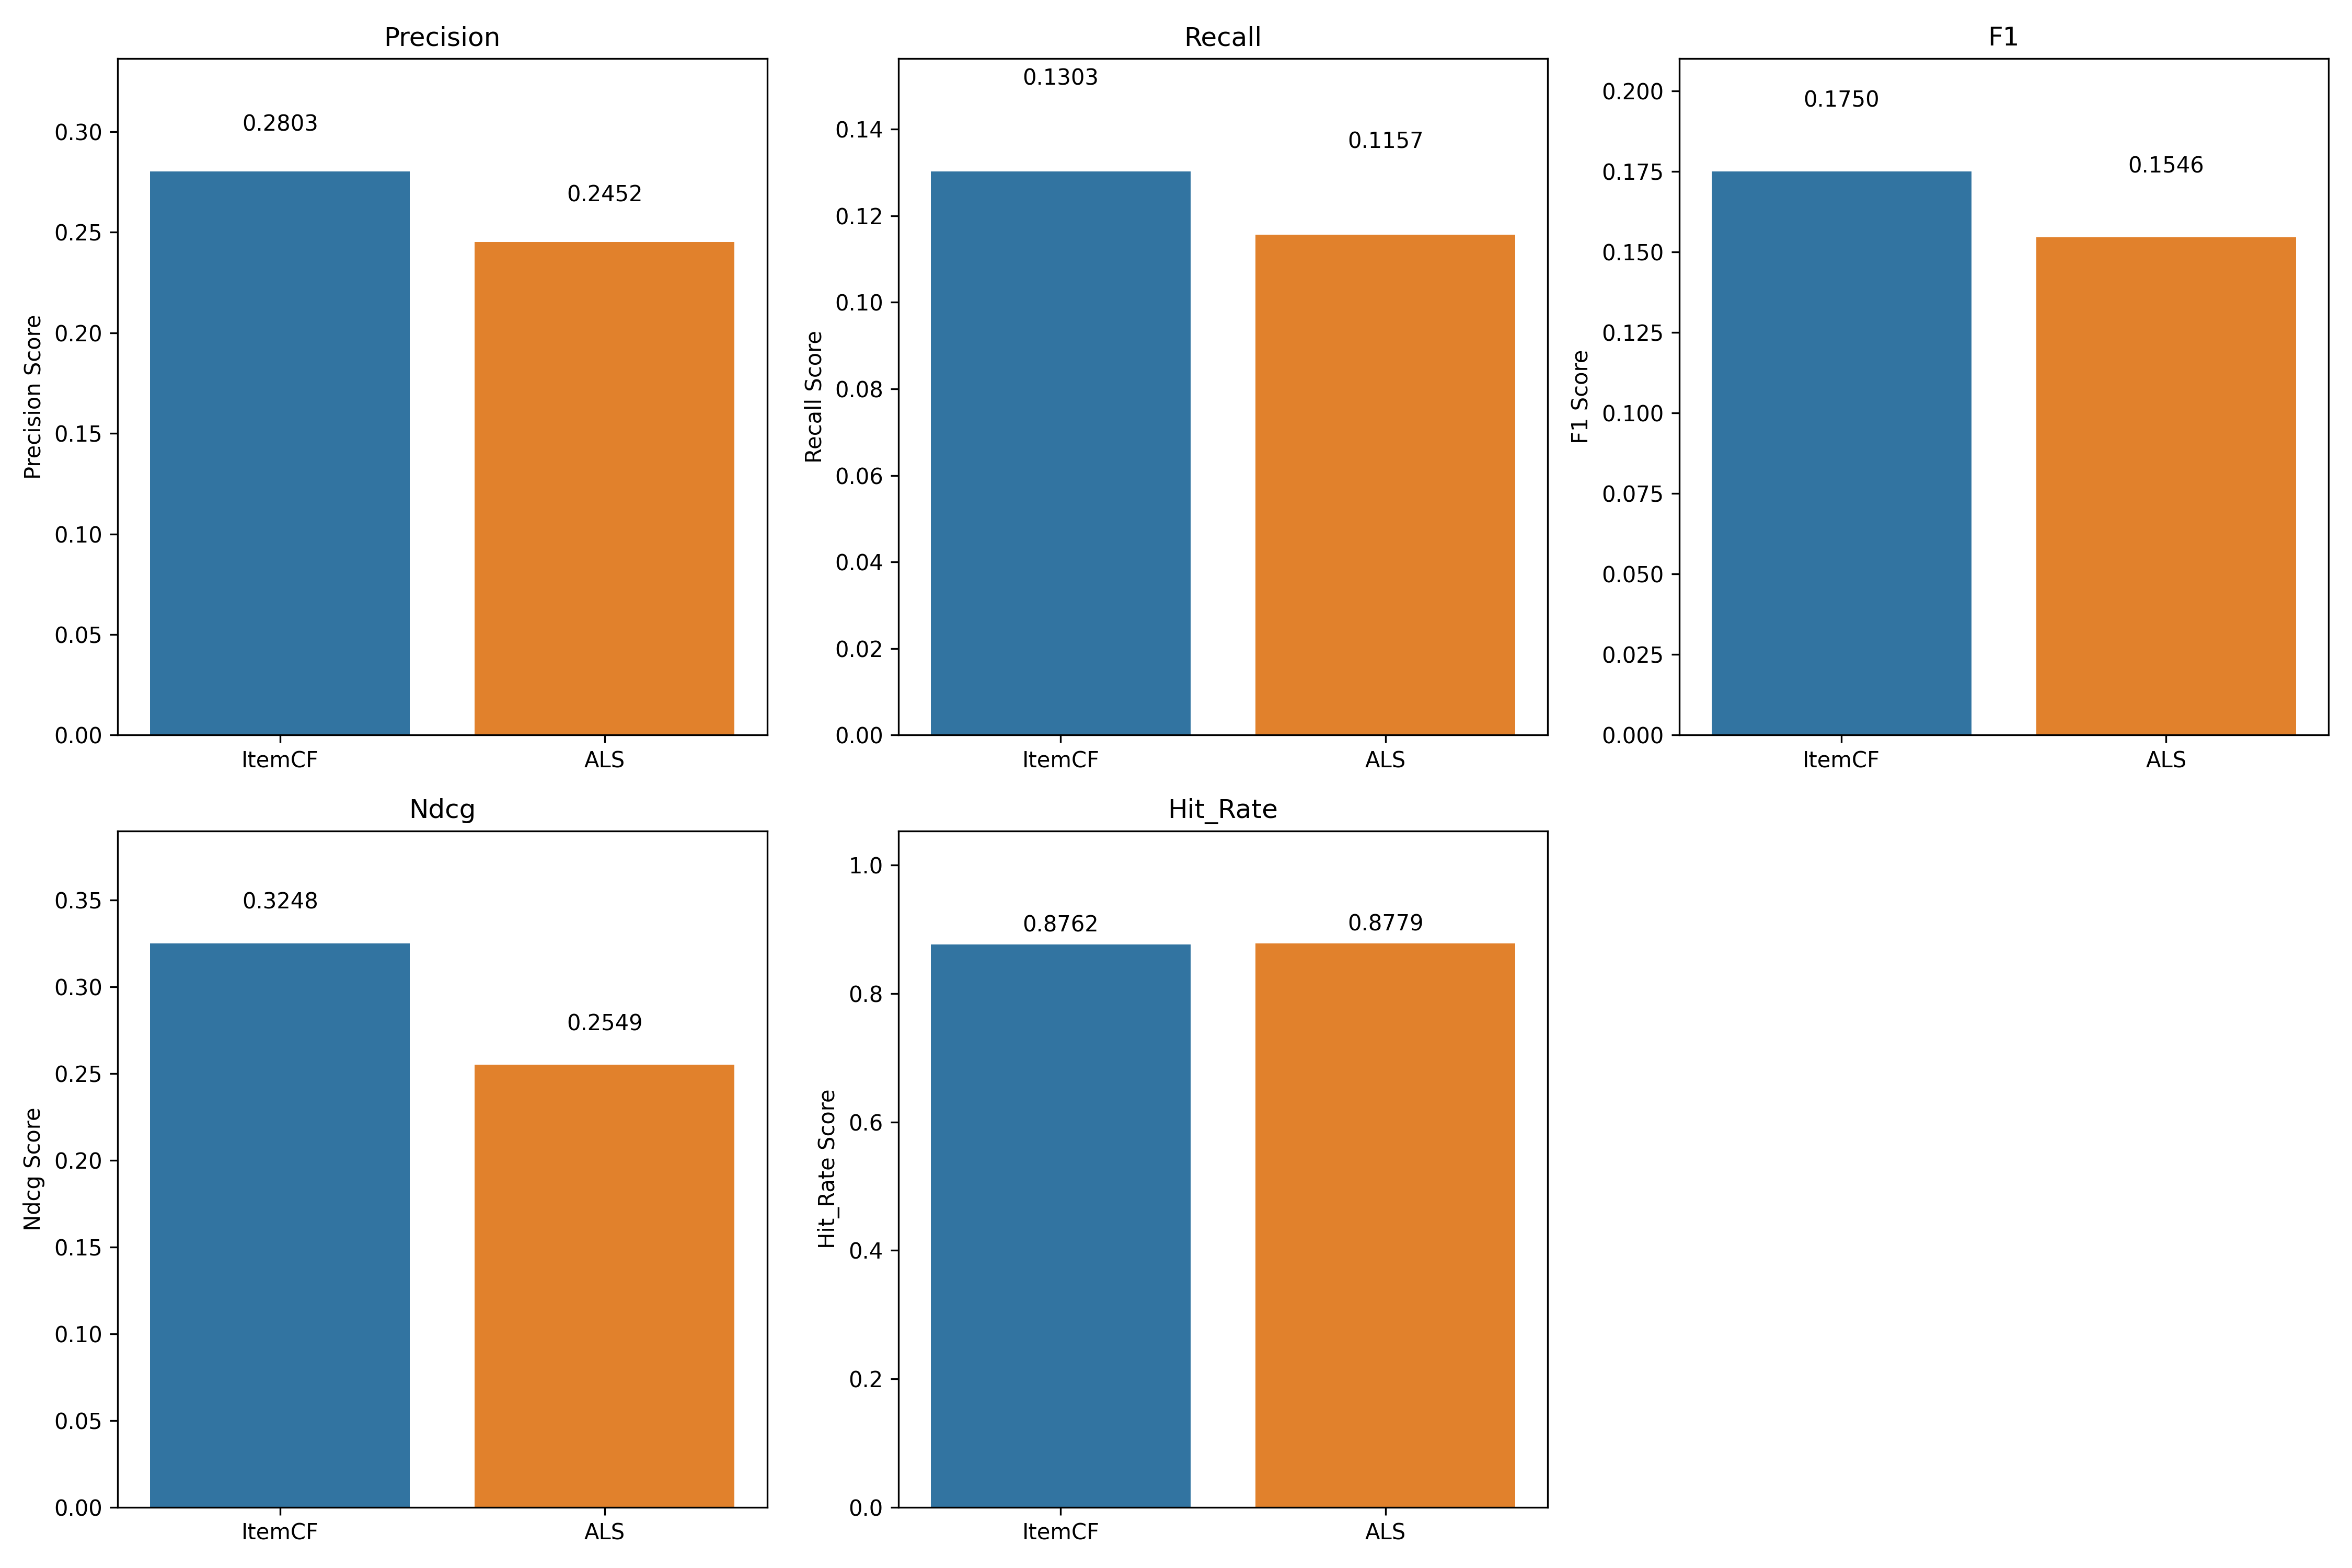 Precision
Precision Score
0.30
0.25
0.20
0.15
0.10
0.05
0.00
0.2803
0.2452
ItemCF
ALS
Recall
Recall Score
0.14
0.12
0.10
0.08
0.06
0.04
0.02
0.00
0.1303
0.1157
ItemCF
ALS
F1
F1 Score
0.200
0.175
0.150
0.125
0.100
0.075
0.050
0.025
0.000
0.1750
0.1546
ItemCF
ALS
Ndcg
Ndcg Score
0.35
0.30
0.25
0.20
0.15
0.10
0.05
0.00
0.3248
0.2549
ItemCF
ALS
Hit_Rate
Hit_Rate Score
1.0
0.8
0.6
0.4
0.2
0.0
0.8762
0.8779
ItemCF
ALS